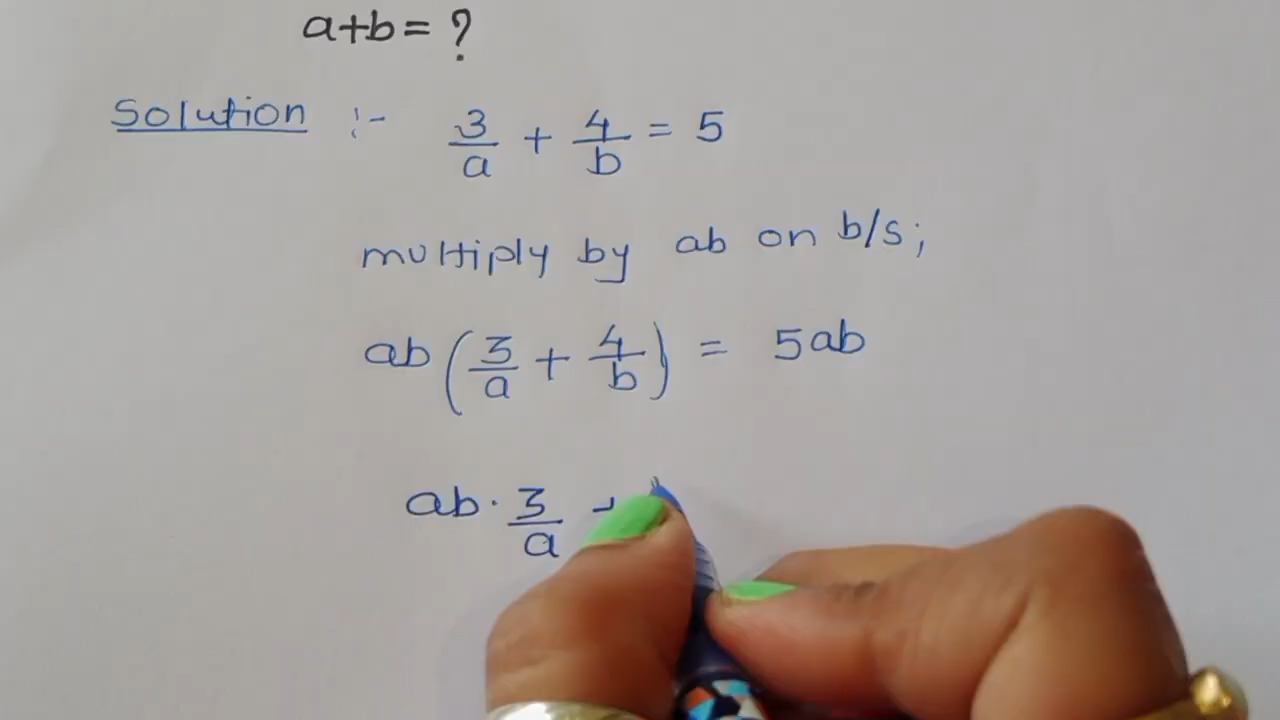 a+b= ?
Solution :- 3/a + 4/b = 5
multiply by ab on b/s;
ab(3/a + 4/b) = 5ab
ab · 3/a +